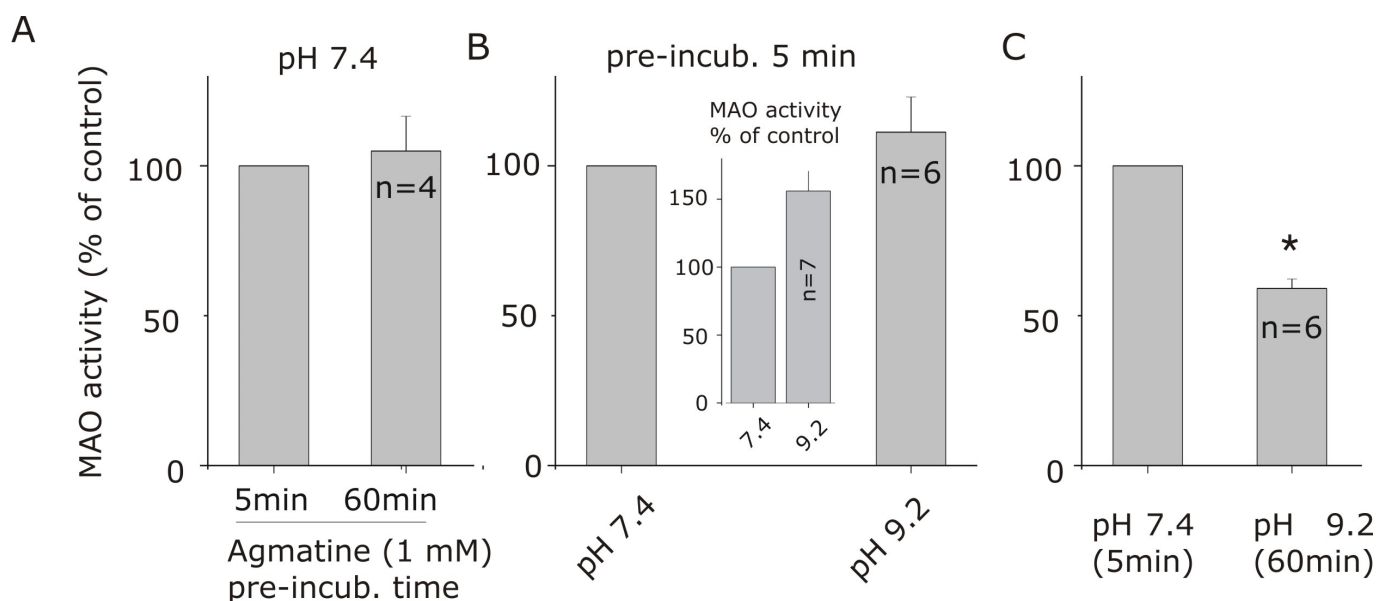 A
pH 7.4
MAO activity (% of control)
100
50
0
n=4
5min 60min
Agmatine (1 mM)
pre-incub. time
B
pre-incub. 5 min
100
50
0
MAO activity
% of control
150
100
50
0
n=7
7.4 9.2
n=6
pH 7.4 pH 9.2
C
100
50
0
*
n=6
pH 7.4 pH 9.2
(5min) (60min)